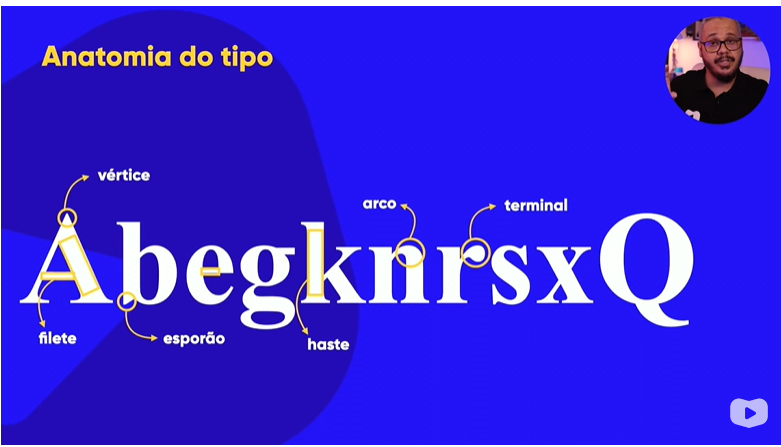 Anatomia do tipo
vértice
arco
terminal
AbegknrsxQ
filete
esporão
haste